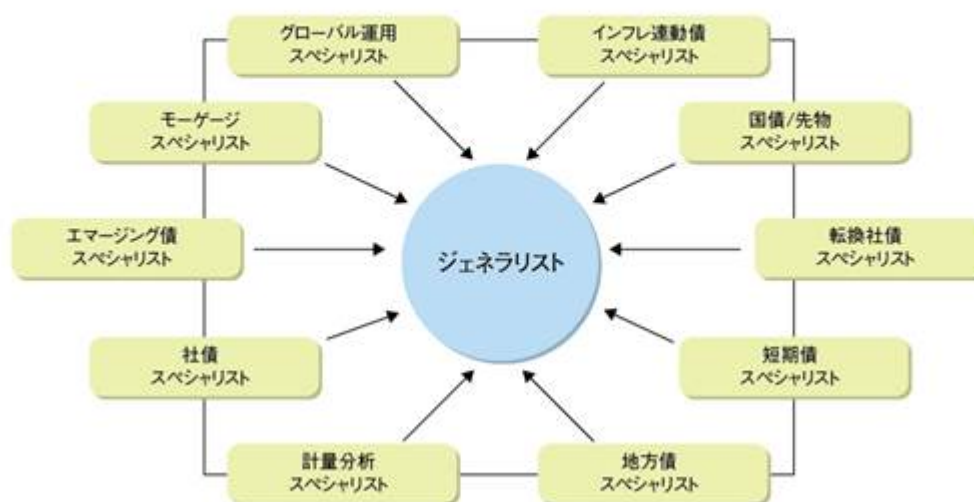 グローバル運用
スペシャリスト
インフレ連動債
スペシャリスト
モーゲージ
スペシャリスト
国債/先物
スペシャリスト
エマージング債
スペシャリスト
ジェネラリスト
転換社債
スペシャリスト
社債
スペシャリスト
短期債
スペシャリスト
計量分析
スペシャリスト
地方債
スペシャリスト